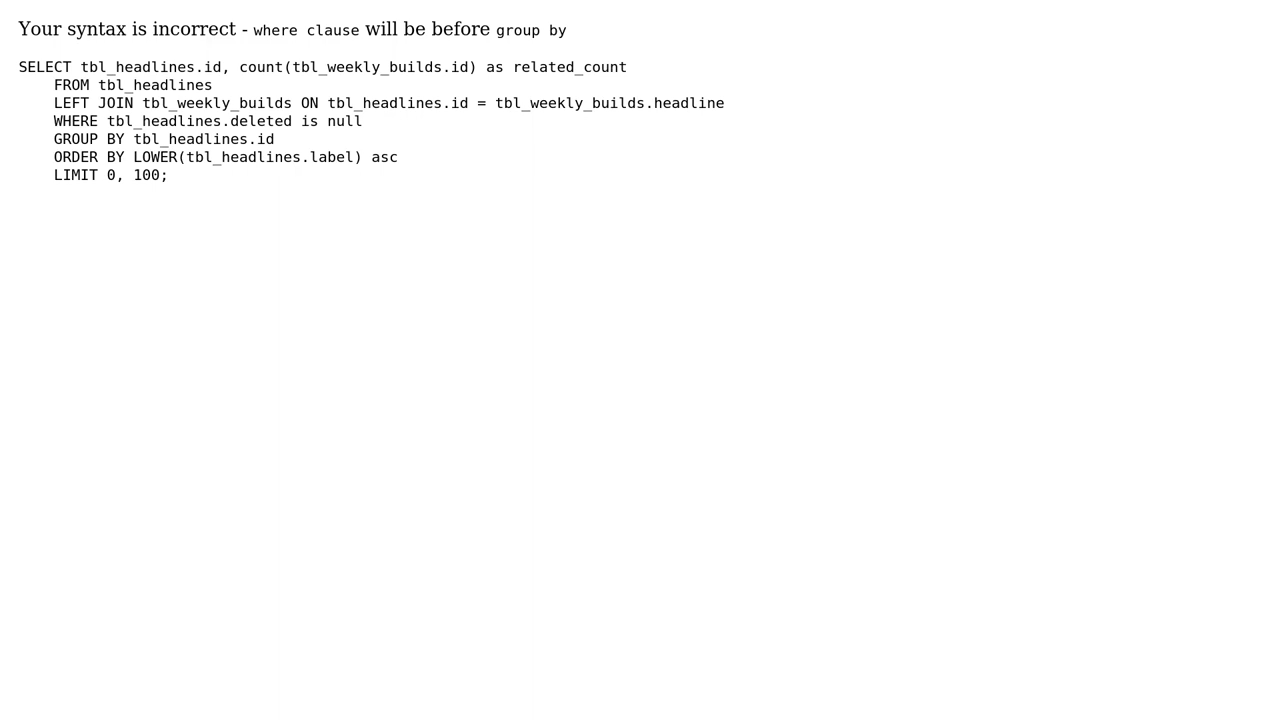 Your syntax is incorrect - where clause will be before group by
SELECT tbl_headlines.id, count(tbl_weekly_builds.id) as related_count
    FROM tbl_headlines
    LEFT JOIN tbl_weekly_builds ON tbl_headlines.id = tbl_weekly_builds.headline
    WHERE tbl_headlines.deleted is null
    GROUP BY tbl_headlines.id
    ORDER BY LOWER(tbl_headlines.label) asc
    LIMIT 0, 100;